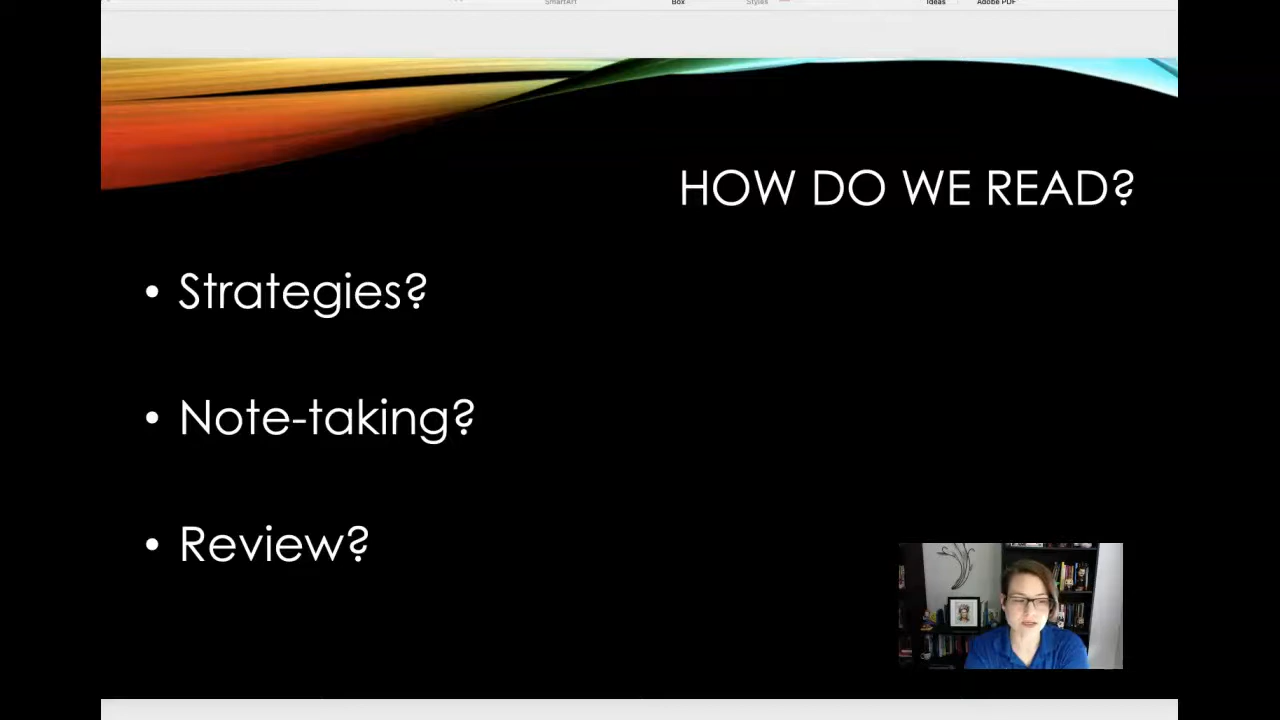 SmartArt Box Styles Ideas Adobe PDF
HOW DO WE READ?
• Strategies?
• Note-taking?
• Review?